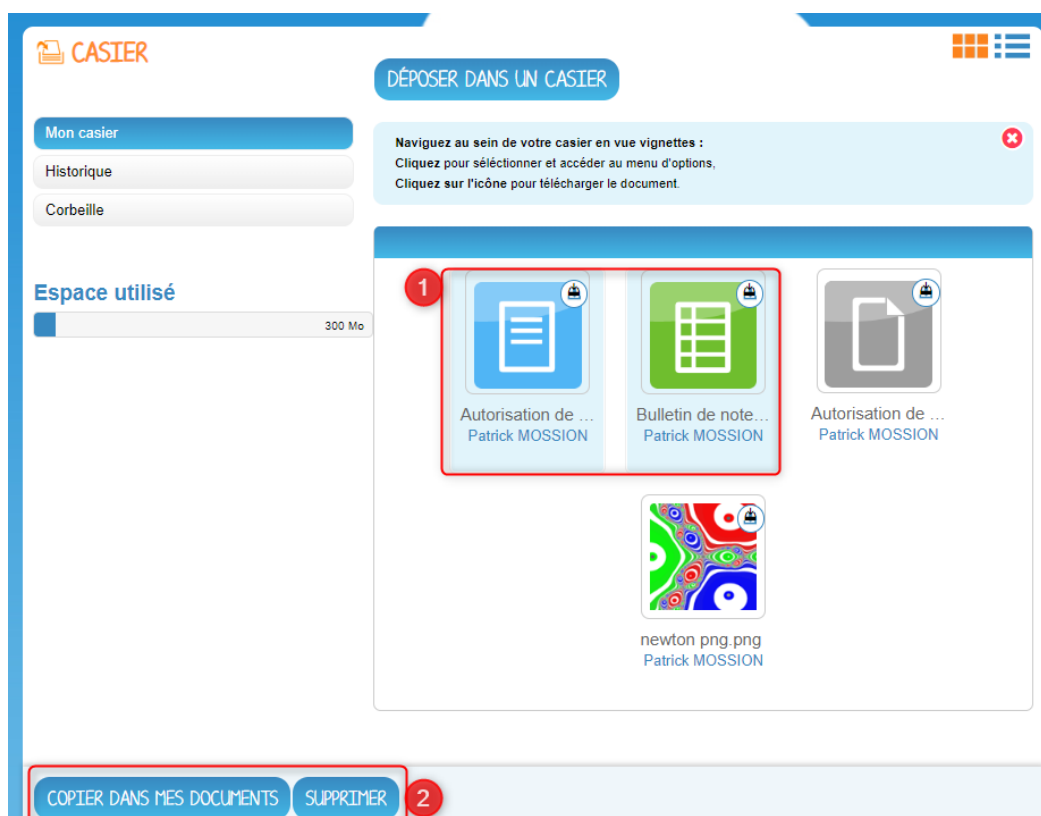 CASIER
DÉPOSER DANS UN CASIER
Mon casier
Historique
Corbeille
Espace utilisé
300 Mo
Naviguez au sein de votre casier en vue vignettes :
Cliquez pour séléctionner et accéder au menu d'options,
Cliquez sur l'icône pour télécharger le document.
1
Autorisation de ...
Patrick MOSSION
Bulletin de note...
Patrick MOSSION
Autorisation de ...
Patrick MOSSION
newton png.png
Patrick MOSSION
COPIER DANS MES DOCUMENTS
SUPPRIMER
2